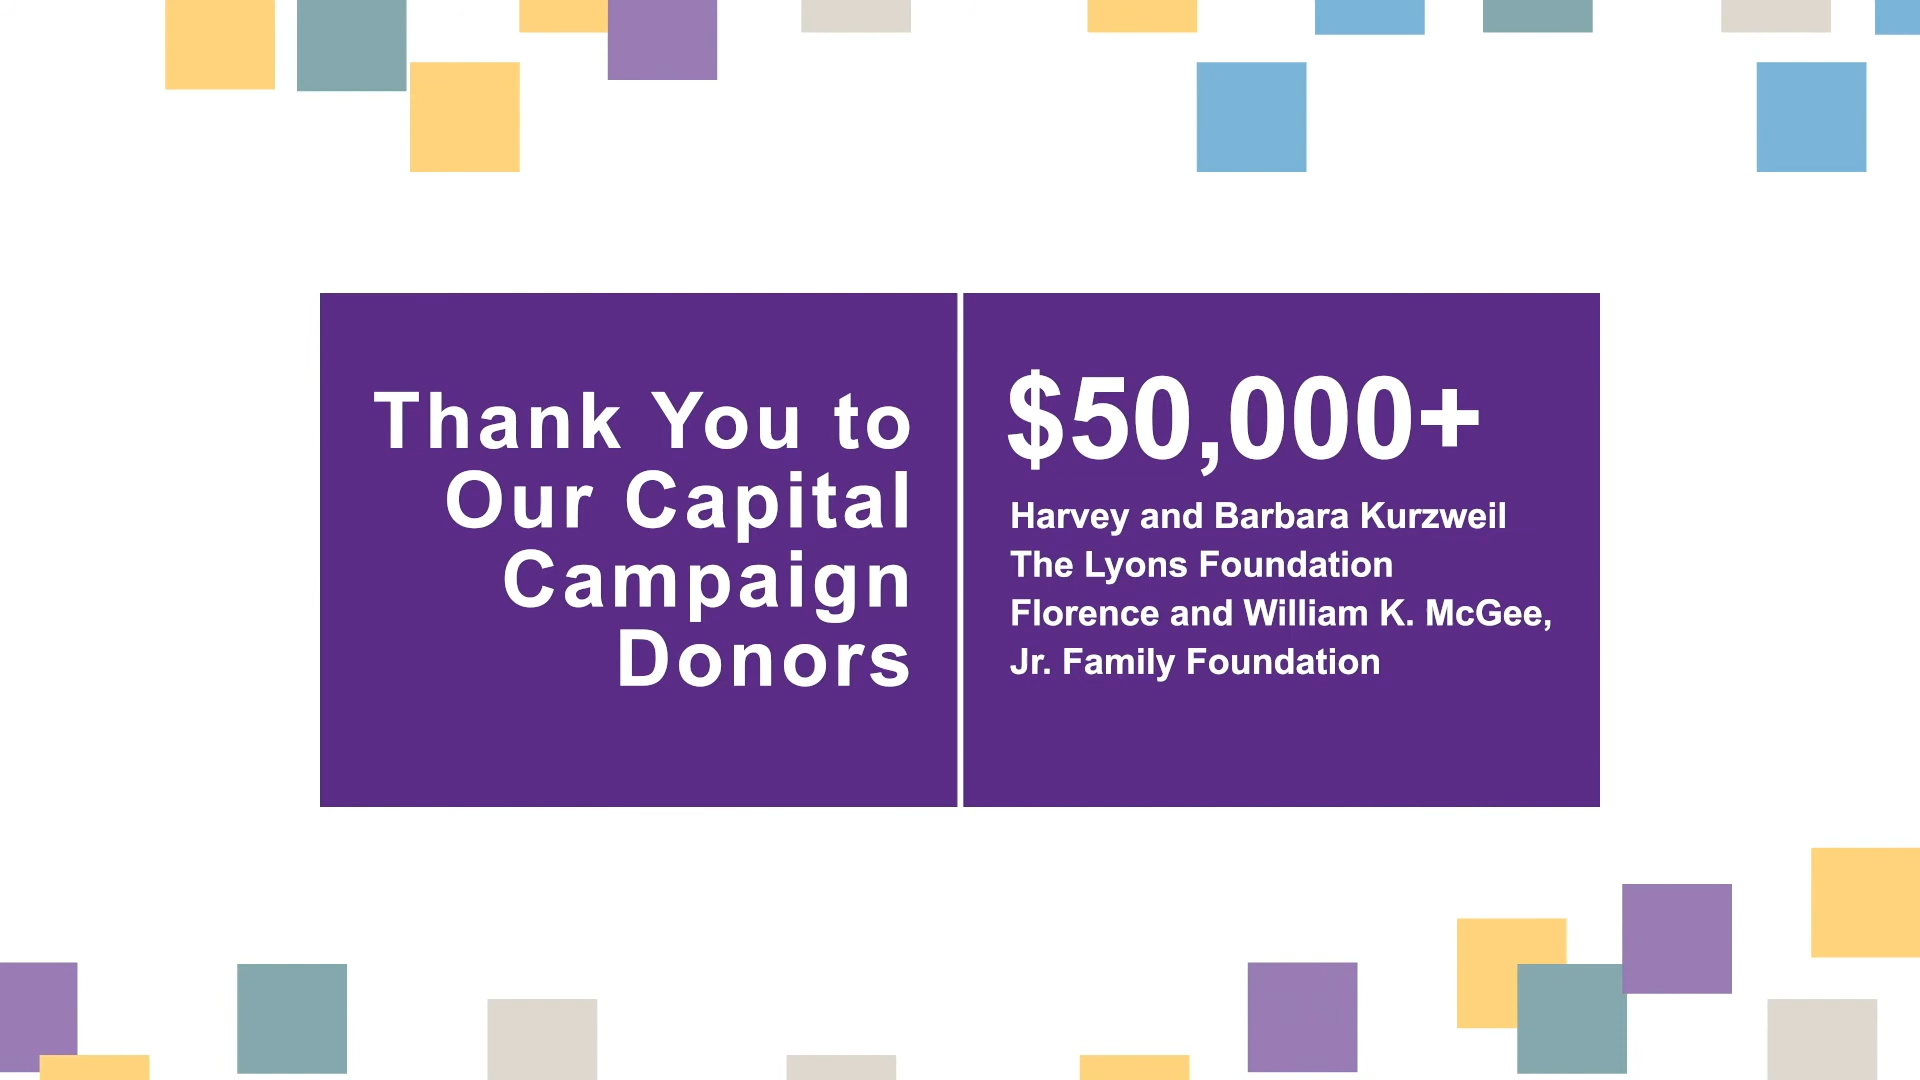 Thank You to
Our Capital
Campaign
Donors
$50,000+
Harvey and Barbara Kurzweil
The Lyons Foundation
Florence and William K. McGee,
Jr. Family Foundation